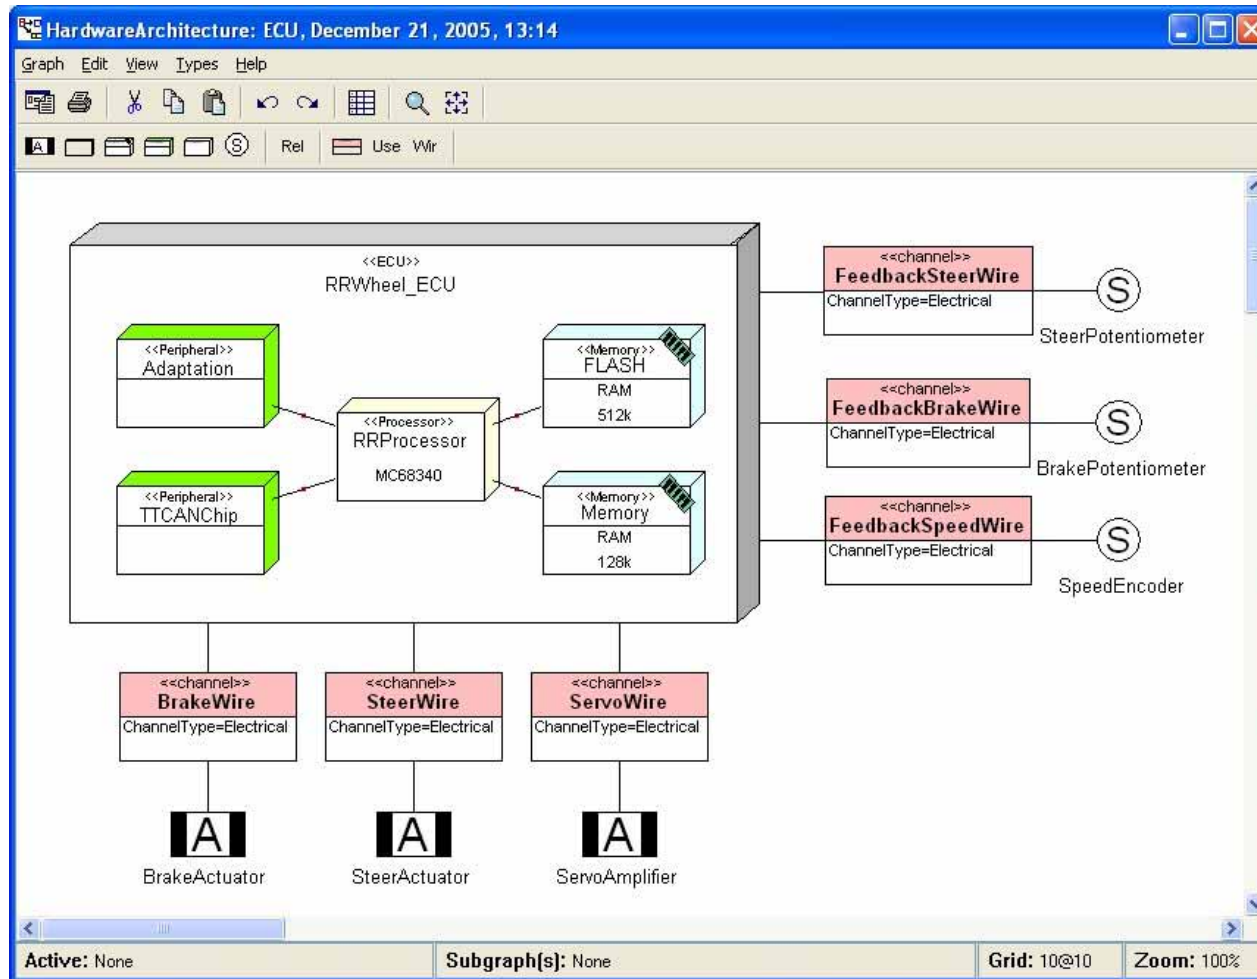 HardwareArchitecture: ECU, December 21, 2005, 13:14
Graph Edit View Types Help
A S Rel Use Wir
<<ECU>>
RRWheel_ECU
<<Peripheral>>
Adaptation
<<Memory>>
FLASH
RAM
512k
<<Processor>>
RRProcessor
MC68340
<<Peripheral>>
TTCANChip
<<Memory>>
Memory
RAM
128k
<<channel>>
FeedbackSteerWire
ChannelType=Electrical
S
SteerPotentiometer
<<channel>>
FeedbackBrakeWire
ChannelType=Electrical
S
BrakePotentiometer
<<channel>>
FeedbackSpeedWire
ChannelType=Electrical
S
SpeedEncoder
<<channel>>
BrakeWire
ChannelType=Electrical
<<channel>>
SteerWire
ChannelType=Electrical
<<channel>>
ServoWire
ChannelType=Electrical
A
BrakeActuator
A
SteerActuator
A
ServoAmplifier
Active: None
Subgraph(s): None
Grid: 10@10
Zoom: 100%